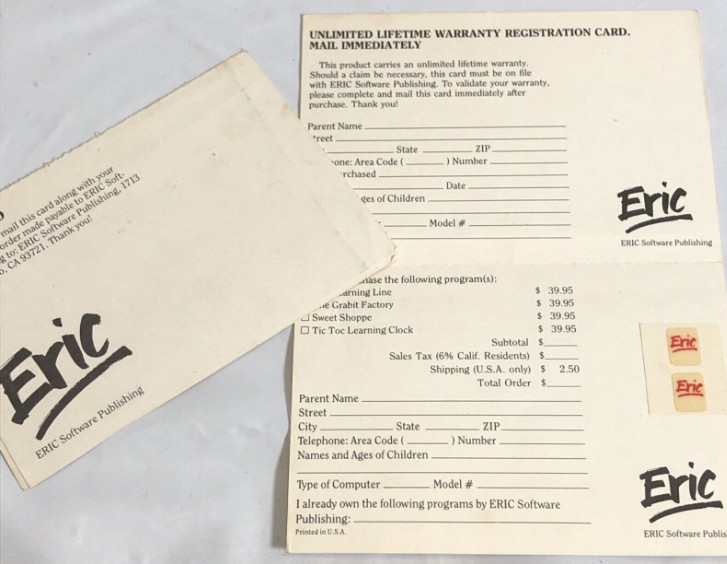 UNLIMITED LIFETIME WARRANTY REGISTRATION CARD.
MAIL IMMEDIATELY
This product carries an unlimited lifetime warranty.
Should a claim be necessary, this card must be on file
with ERIC Software Publishing. To validate your warranty,
please complete and mail this card immediately after
purchase. Thank you!
Parent Name
State ZIP
Area Code ( ) Number
Date
of Children
Model #
Eric
ERIC Software Publishing
the following program(s):
Line $ 39.95
Grabit Factory $ 39.95
☐ Sweet Shoppe $ 39.95
☐ Tic Toc Learning Clock $ 39.95
Subtotal $
Sales Tax (6% Calif. Residents) $
Shipping (U.S.A. only) $ 2.50
Total Order $
Parent Name
Street
City State ZIP
Telephone: Area Code ( ) Number
Names and Ages of Children
Type of Computer Model #
I already own the following programs by ERIC Software
Publishing:
Printed in U.S.A.
Eric
Eric
Eric
ERIC Software Publis
mail this card along with your
order made payable to ERIC Soft-
to: ERIC Software Publishing, 1713
CA 93721. Thank you!
Eric
ERIC Software Publishing